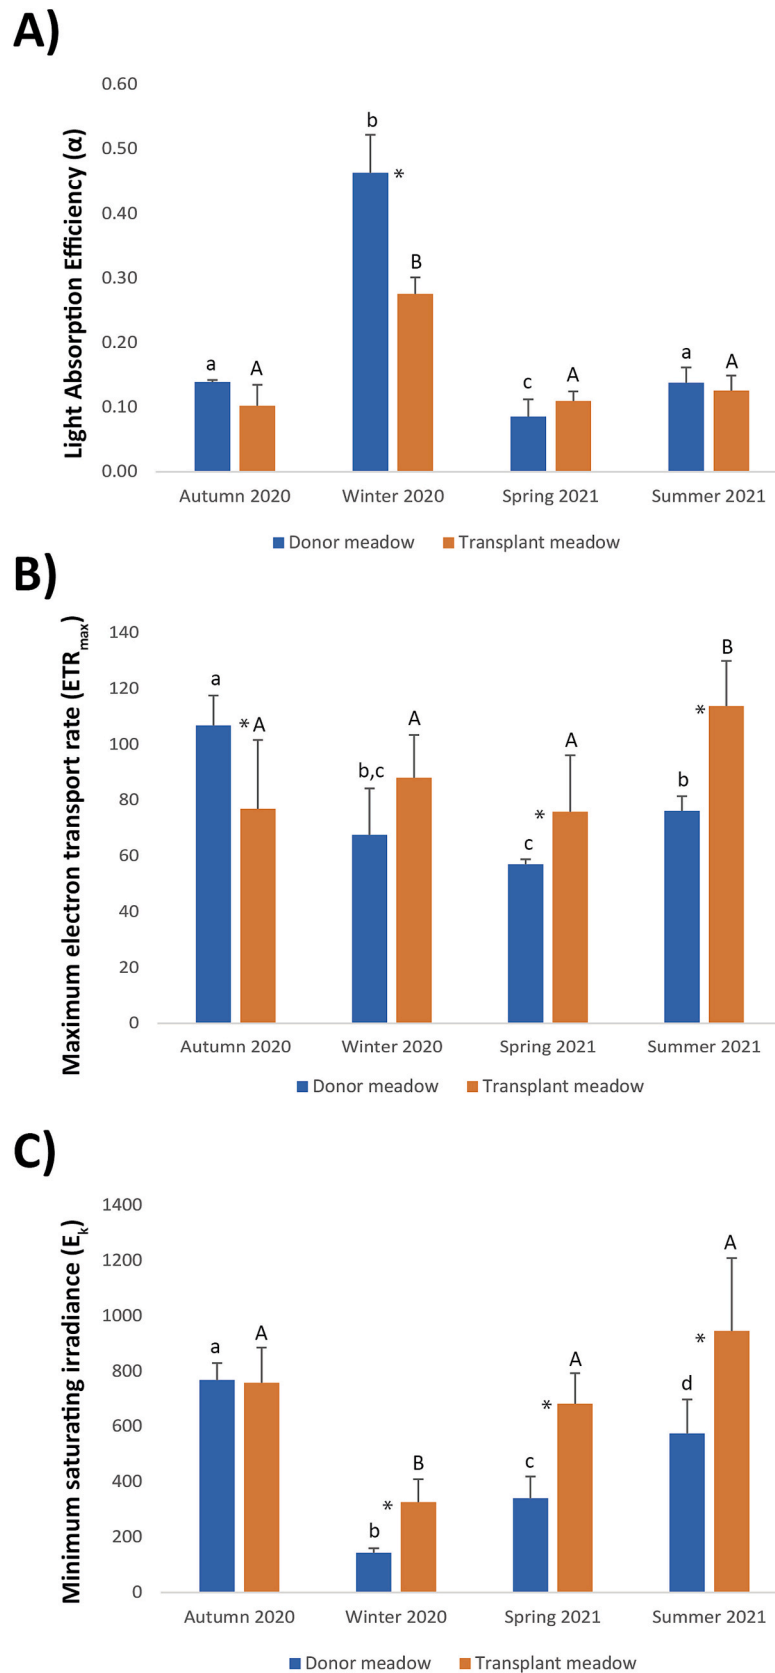 A)
Light Absorption Efficiency (α)
0.60
0.50
0.40
0.30
0.20
0.10
0.00
a
A
b
*
B
c
A
a
A
Autumn 2020
Winter 2020
Spring 2021
Summer 2021
Donor meadow
Transplant meadow
B)
Maximum electron transport rate (ETRmax)
140
120
100
80
60
40
20
0
a
*
A
b,c
A
c
*
A
b
*
B
Autumn 2020
Winter 2020
Spring 2021
Summer 2021
Donor meadow
Transplant meadow
C)
Minimum saturating irradiance (Ek)
1400
1200
1000
800
600
400
200
0
a
A
b
*
B
c
*
A
d
*
A
Autumn 2020
Winter 2020
Spring 2021
Summer 2021
Donor meadow
Transplant meadow